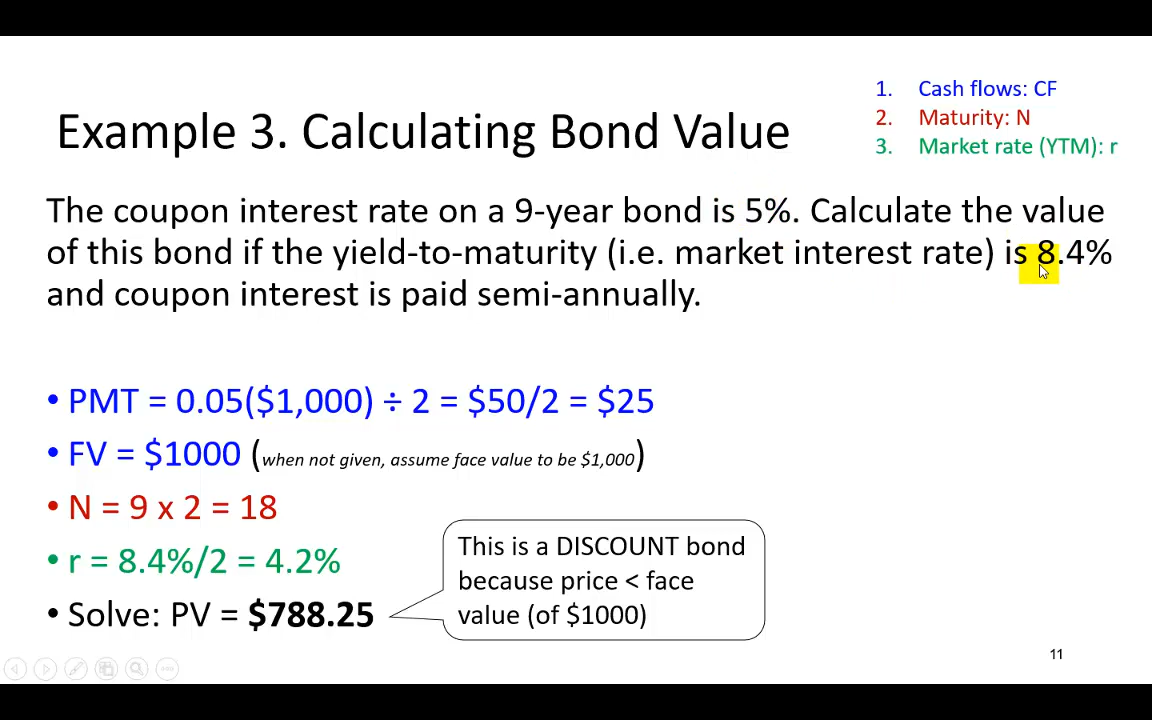 1. Cash flows: CF
2. Maturity: N
3. Market rate (YTM): r
Example 3. Calculating Bond Value
The coupon interest rate on a 9-year bond is 5%. Calculate the value
of this bond if the yield-to-maturity (i.e. market interest rate) is 8.4%
and coupon interest is paid semi-annually.
• PMT = 0.05($1,000) ÷ 2 = $50/2 = $25
• FV = $1000 (when not given, assume face value to be $1,000)
• N = 9 x 2 = 18
• r = 8.4%/2 = 4.2%
• Solve: PV = $788.25
This is a DISCOUNT bond
because price < face
value (of $1000)
11